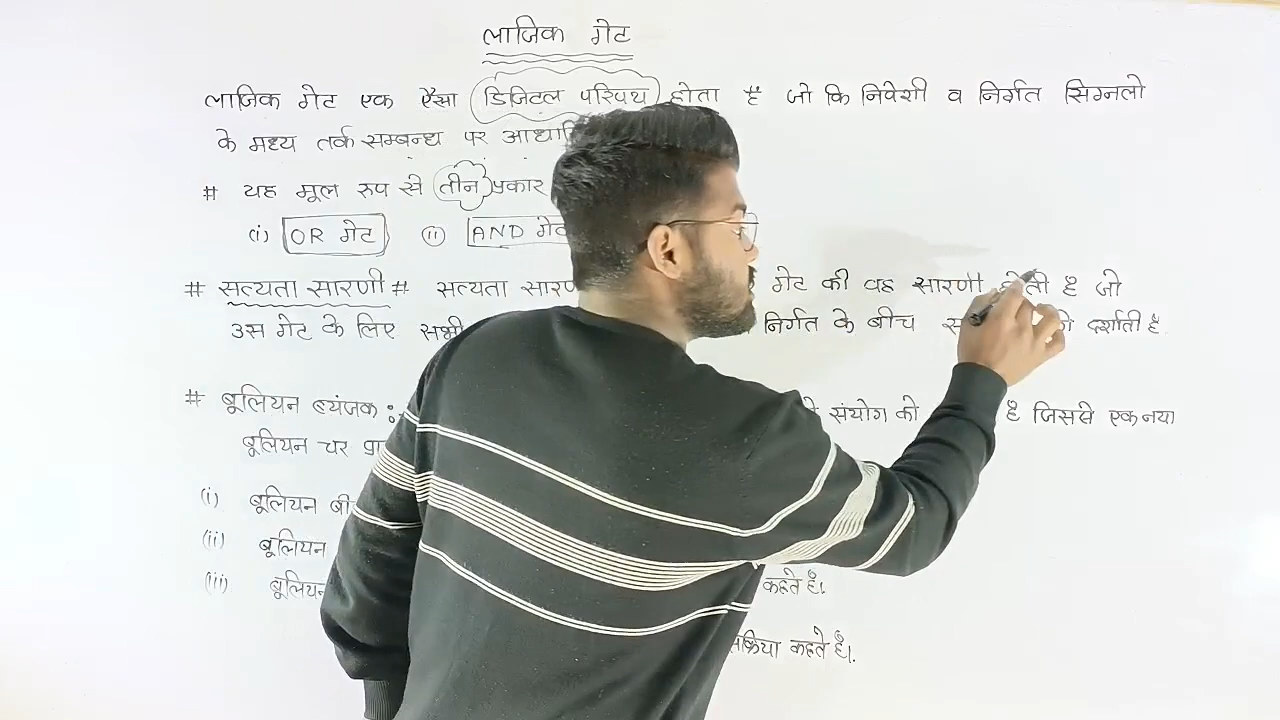 लाजिक गेट
लाजिक गेट एक ऐसा डिजिटल परिपथ होता है जो कि निवेशी व निर्गत सिग्नलो
के मध्य तर्क सम्बन्ध पर
# यह मूल रुप से तीन प्रकार
(i) OR गेट (ii) AND
# सत्यता सारणी # सत्यता गेट की वह सारणी होती है जो
उस गेट के लिए सभी निर्गत के बीच दर्शाती है.
# बूलियन व्यंजक : संयोग को है जिससे एक नया
बूलियन चर
(i) बूलियन
(ii) बूलियन
(iii) बूलियन कहते है।
कहते है।